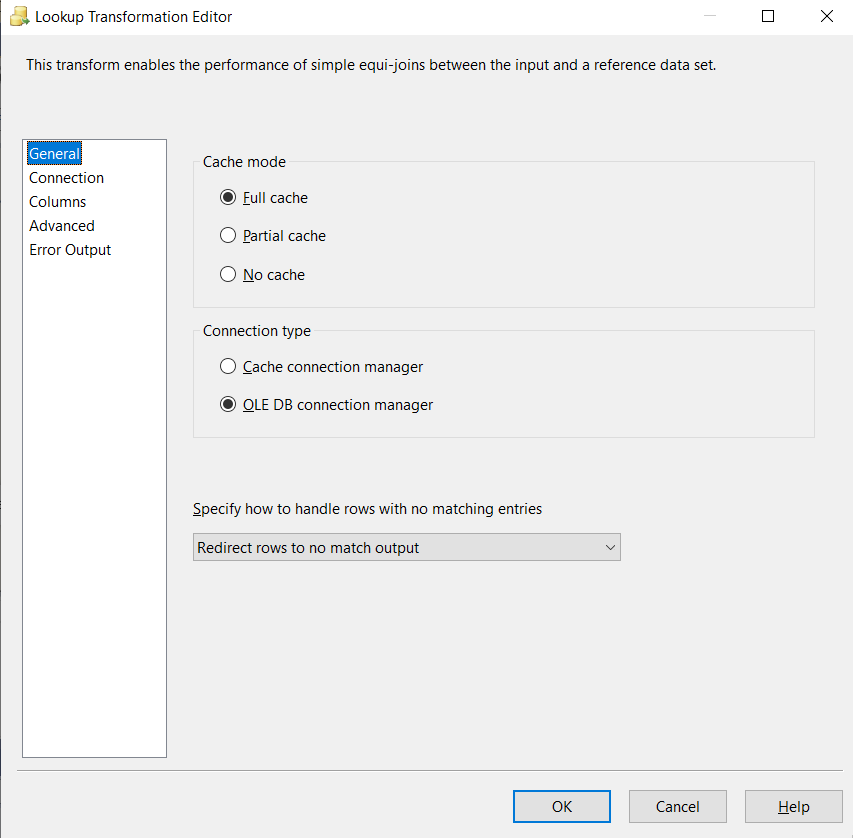 Lookup Transformation Editor
This transform enables the performance of simple equi-joins between the input and a reference data set.
General
Connection
Columns
Advanced
Error Output
Cache mode
Full cache
Partial cache
No cache
Connection type
Cache connection manager
OLE DB connection manager
Specify how to handle rows with no matching entries
Redirect rows to no match output
OK
Cancel
Help